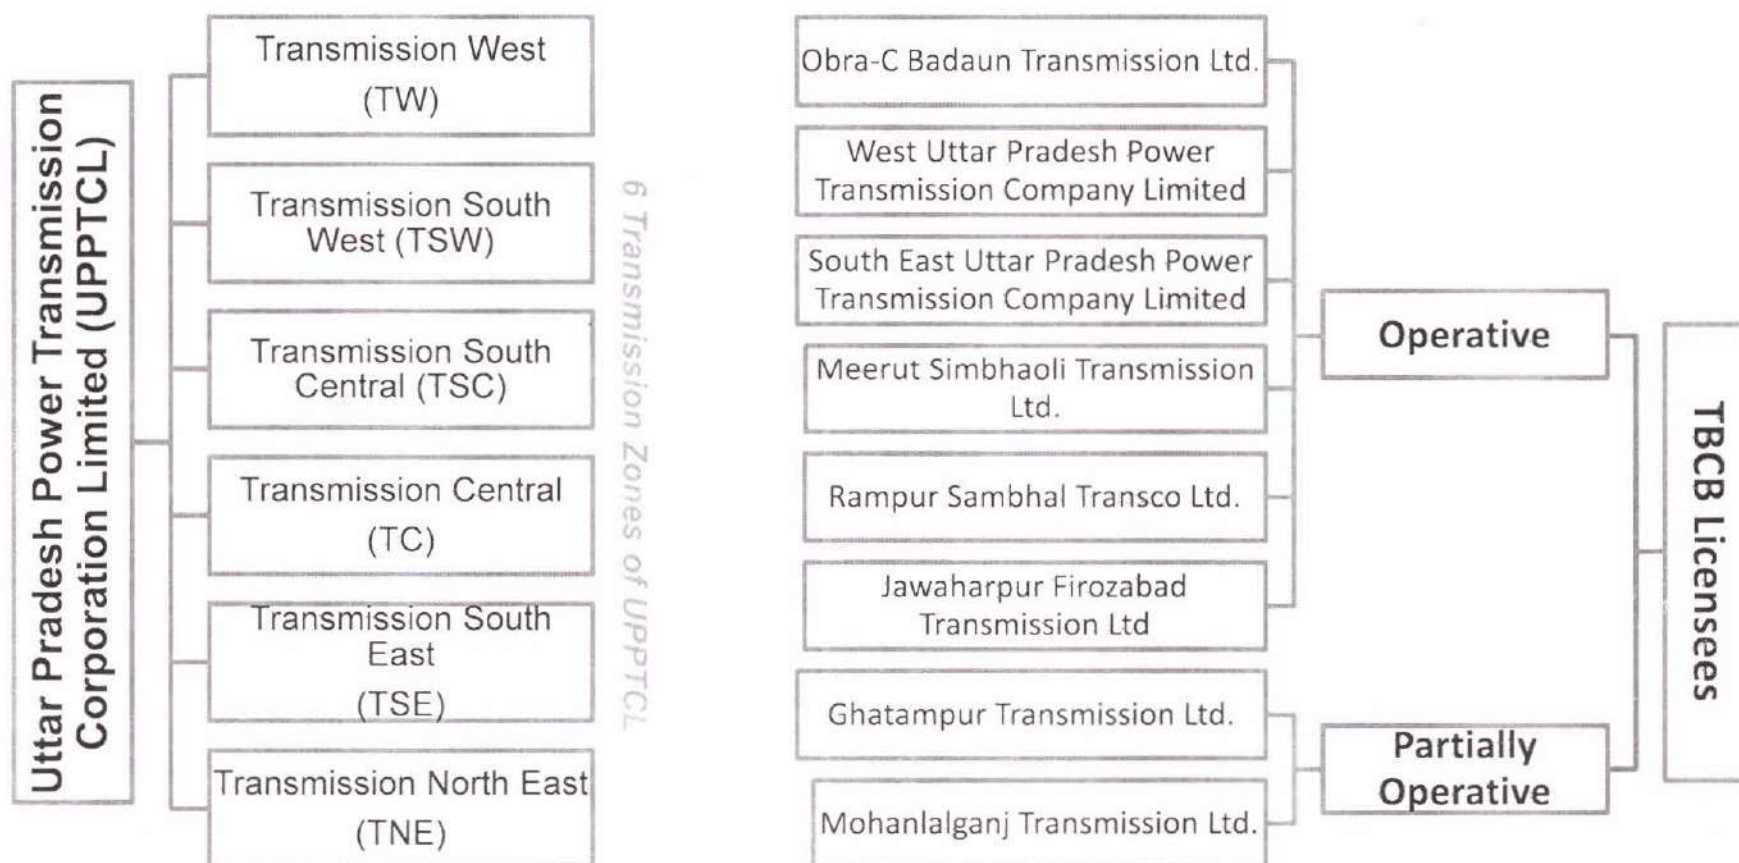 Uttar Pradesh Power Transmission
Corporation Limited (UPPTCL)
Transmission West
(TW)
Transmission South
West (TSW)
Transmission South
Central (TSC)
Transmission Central
(TC)
Transmission South
East
(TSE)
Transmission North East
(TNE)
6 Transmission Zones of UPPTCL
Obra-C Badaun Transmission Ltd.
West Uttar Pradesh Power
Transmission Company Limited
South East Uttar Pradesh Power
Transmission Company Limited
Meerut Simbhaoli Transmission
Ltd.
Rampur Sambhal Transco Ltd.
Jawaharpur Firozabad
Transmission Ltd
Ghatampur Transmission Ltd.
Mohanlalganj Transmission Ltd.
Operative
Partially
Operative
TBCB Licensees